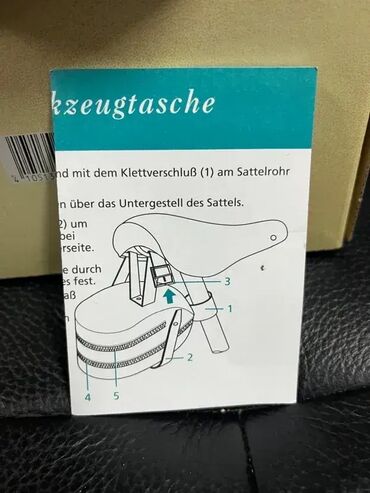 kzeugtasche
nd mit dem Klettverschluß (1) am Sattelrohr
n über das Untergestell des Sattels.
2) um
bei
rseite.
e durch
es fest.
aß
n
3
1
2
4
5